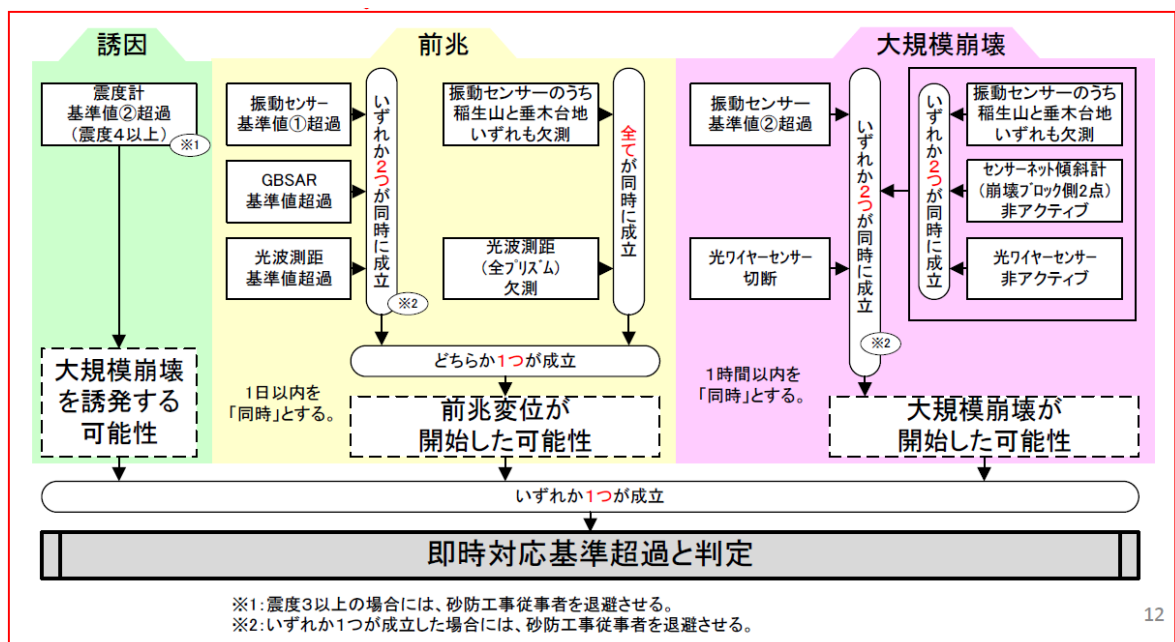 誘因
震度計
基準値②超過
(震度4以上)
※1
大規模崩壊
を誘発する
可能性
前兆
振動センサー
基準値①超過
GBSAR
基準値超過
光波測距
基準値超過
いずれか2つが同時に成立
※2
振動センサーのうち
稲生山と垂木台地
いずれも欠測
光波測距
(全プリズム)
欠測
全てが同時に成立
どちらか1つが成立
1日以内を
「同時」とする。
前兆変位が
開始した可能性
大規模崩壊
振動センサー
基準値②超過
光ワイヤーセンサー
切断
いずれか2つが同時に成立
※2
いずれか2つが同時に成立
振動センサーのうち
稲生山と垂木台地
いずれも欠測
センサーネット傾斜計
(崩壊ブロック側2点)
非アクティブ
光ワイヤーセンサー
非アクティブ
1時間以内を
「同時」とする。
大規模崩壊が
開始した可能性
いずれか1つが成立
即時対応基準超過と判定
※1:震度3以上の場合には、砂防工事従事者を退避させる。
※2:いずれか1つが成立した場合には、砂防工事従事者を退避させる。
12